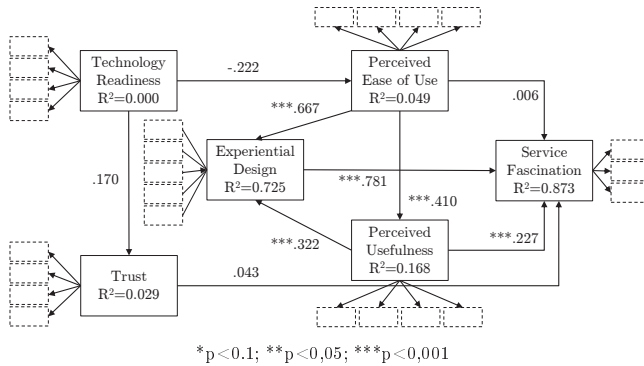 Technology
Readiness
R²=0.000
-.222
Perceived
Ease of Use
R²=0.049
.006
***.667
Experiential
Design
R²=0.725
***.781
Service
Fascination
R²=0.873
.170
***.410
***.322
Perceived
Usefulness
R²=0.168
***.227
Trust
R²=0.029
.043
*p<0.1; **p<0,05; ***p<0,001